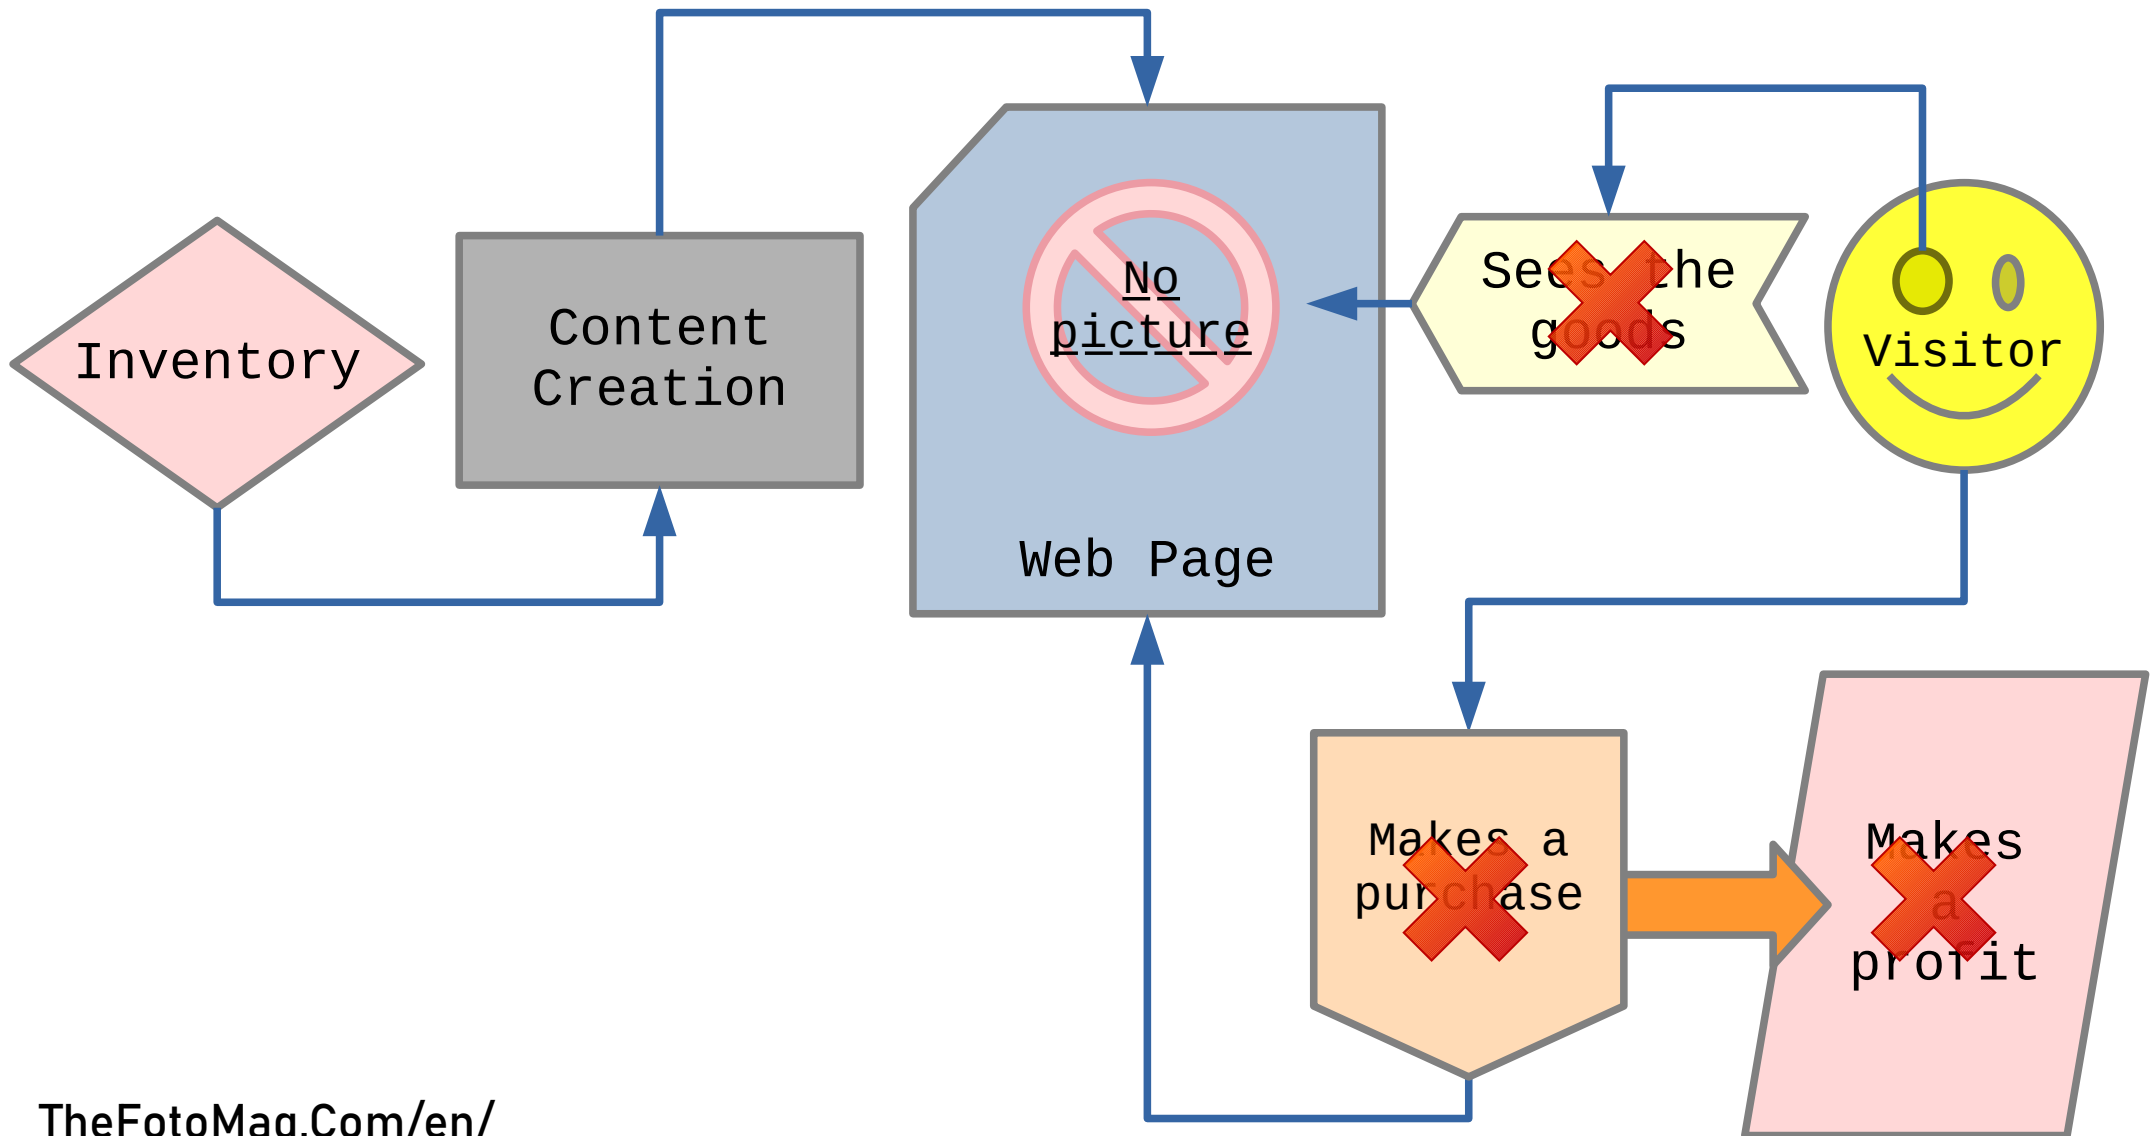 Inventory
Content
Creation
No
picture
Web Page
Sees the
goods
Visitor
Makes a
purchase
Makes
a
profit
TheFotoMag.Com/en/